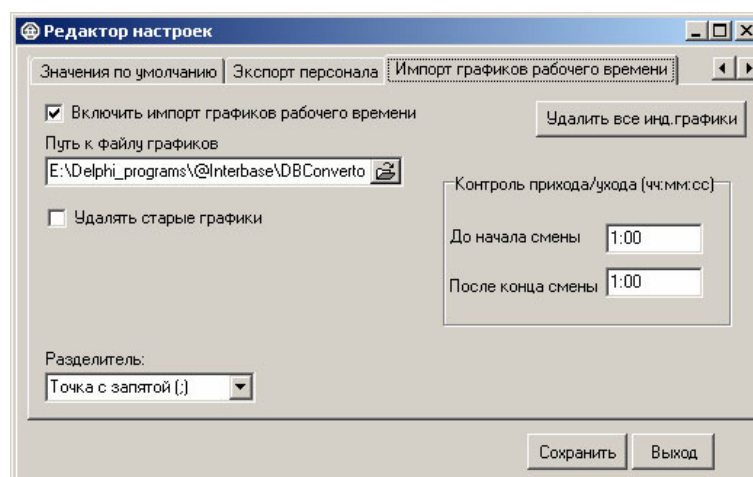 Редактор настроек
Значения по умолчанию Экспорт персонала Импорт графиков рабочего времени
Включить импорт графиков рабочего времени
Удалить все инд.графики
Путь к файлу графиков
E:\Delphi_programs\@Interbase\DBConverto
Контроль прихода/ухода (чч:мм:сс)
Удалять старые графики
До начала смены 1:00
После конца смены 1:00
Разделитель:
Точка с запятой (;)
Сохранить Выход